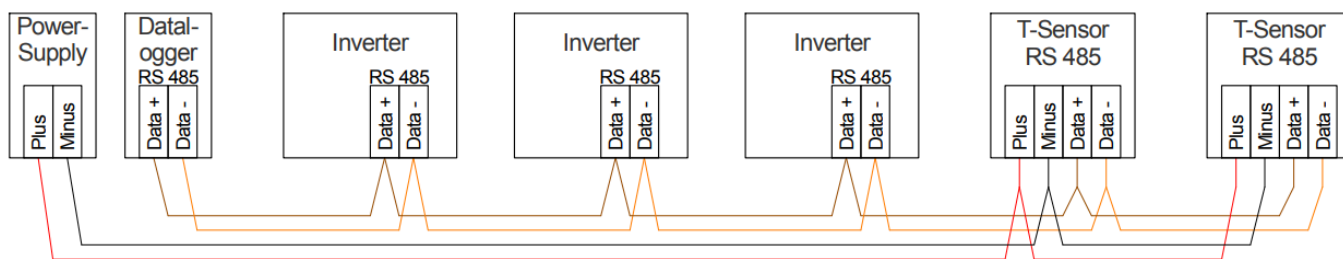 Power-
Supply
Plus
Minus
Datal-
ogger
RS 485
Data +
Data -
Inverter
RS 485
Data +
Data -
Inverter
RS 485
Data +
Data -
Inverter
RS 485
Data +
Data -
T-Sensor
RS 485
Plus
Minus
Data +
Data -
T-Sensor
RS 485
Plus
Minus
Data +
Data -